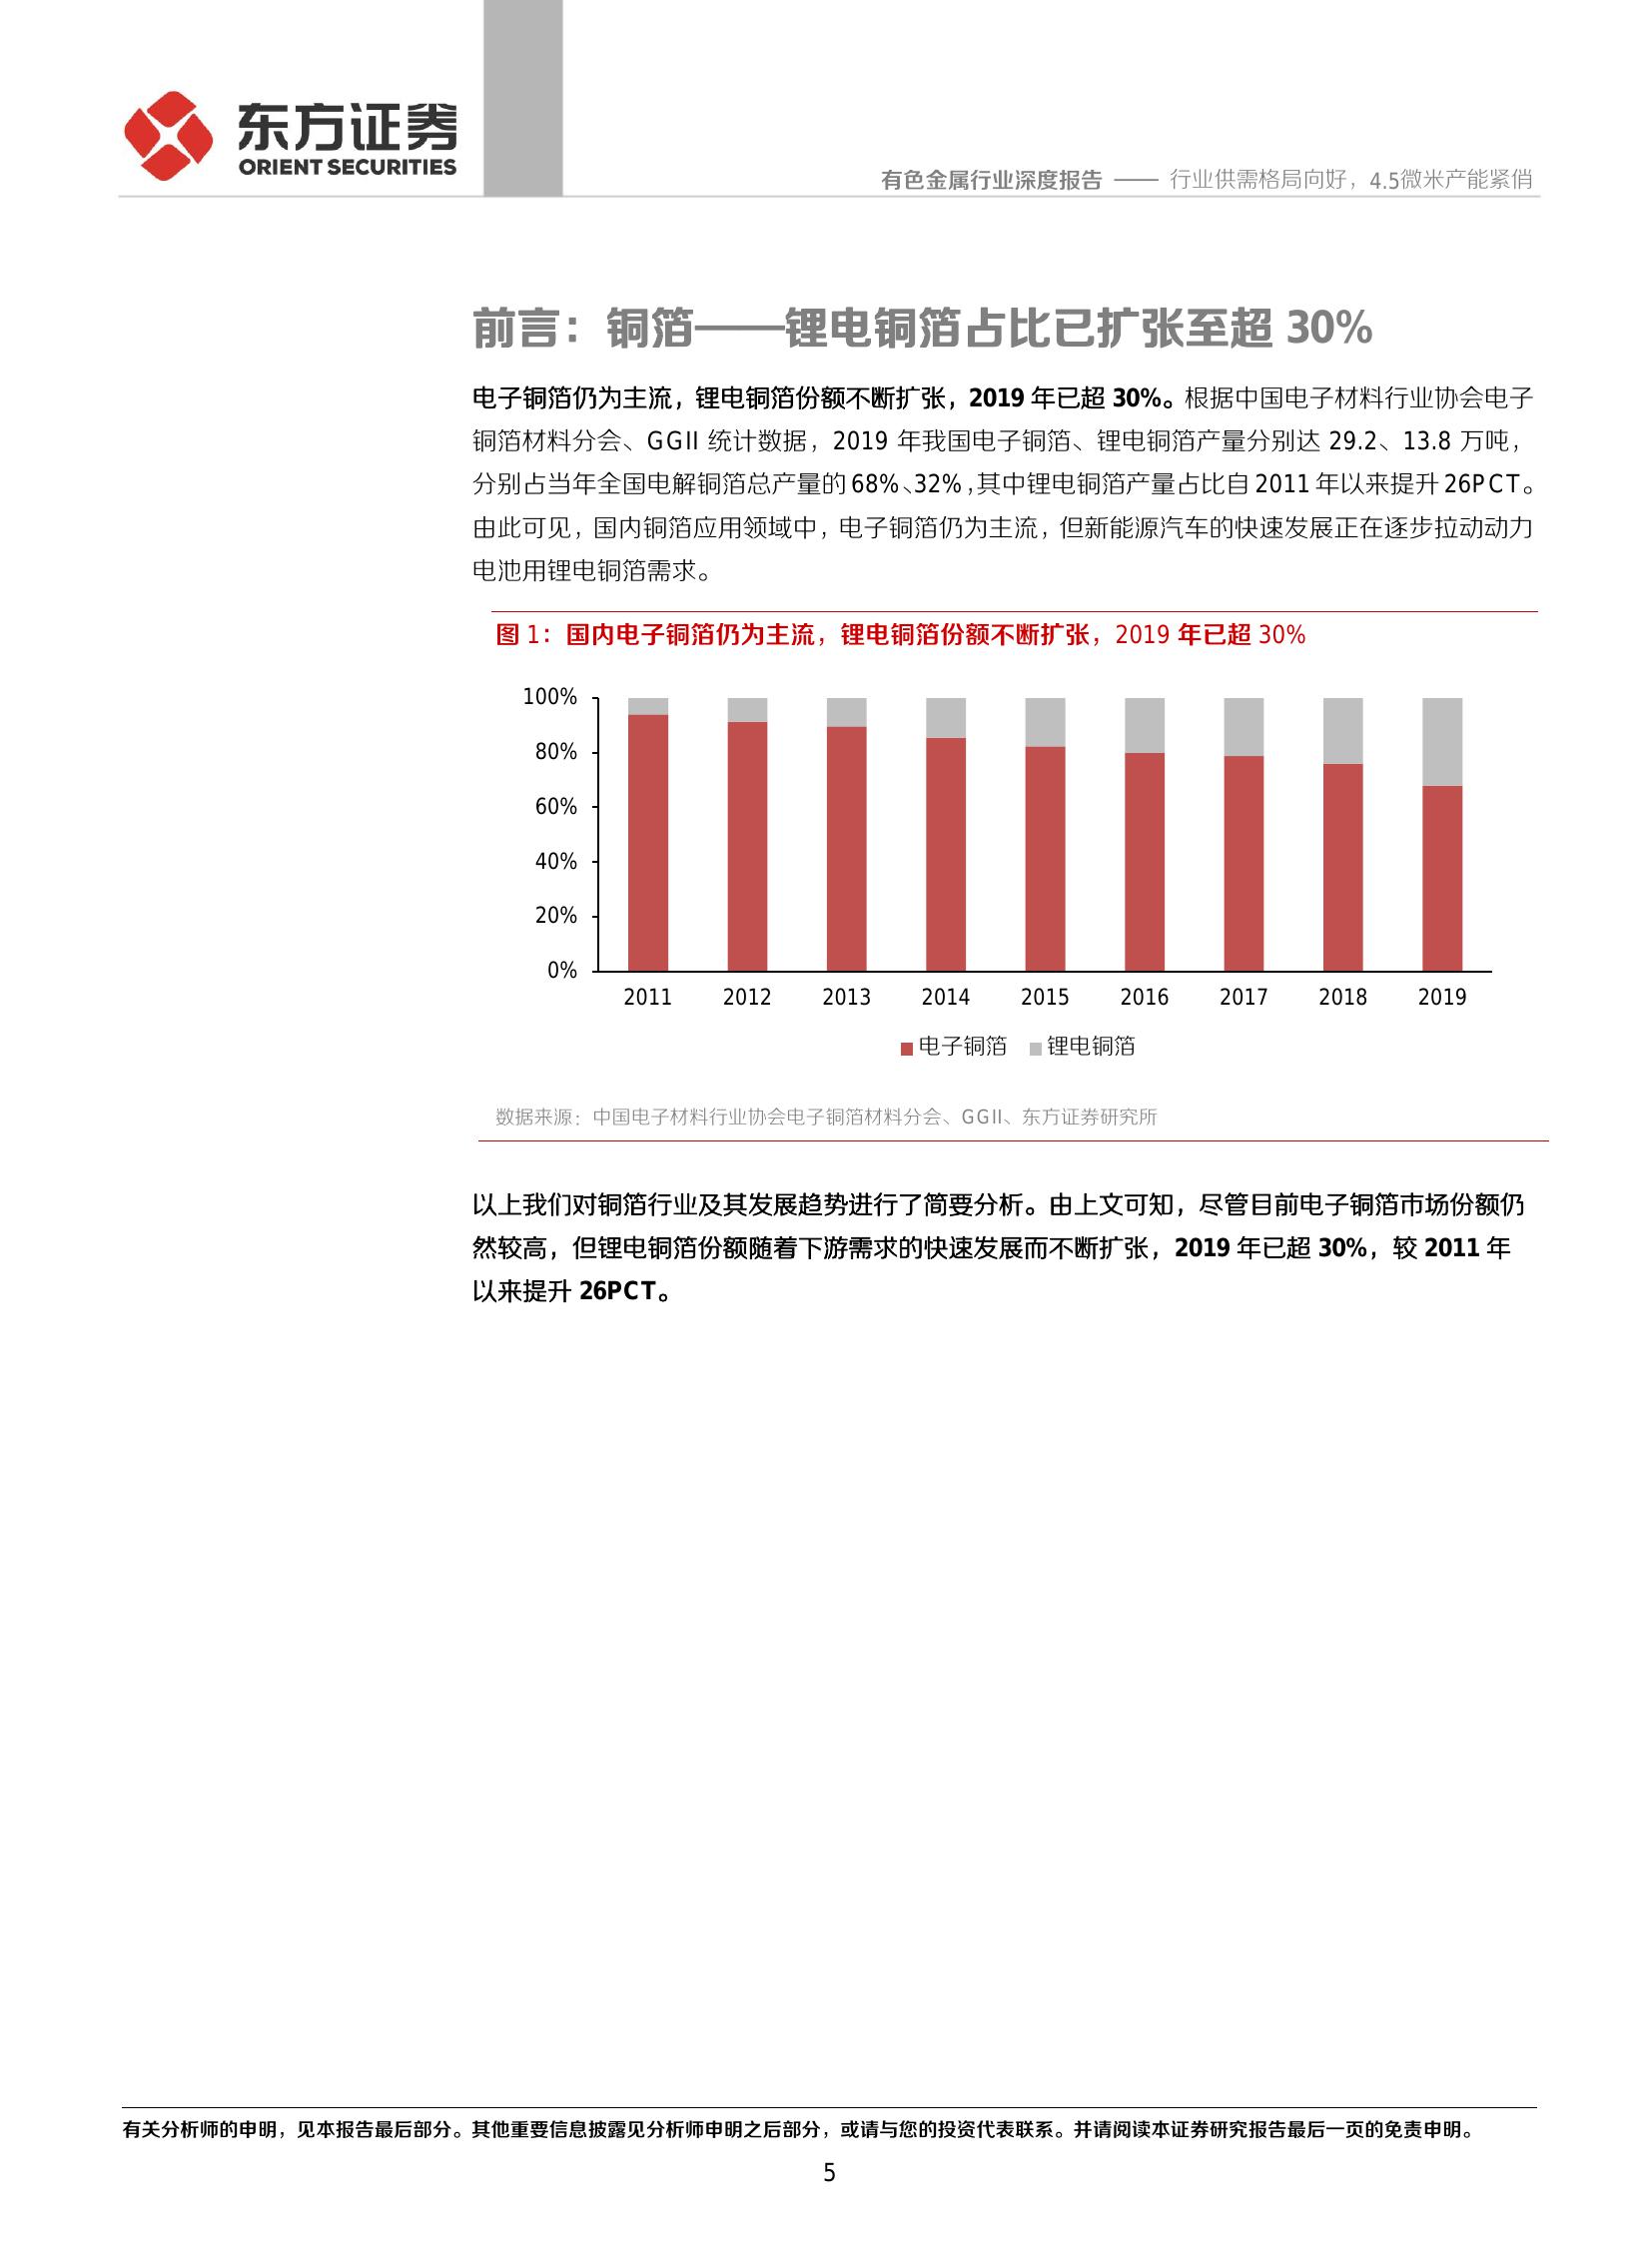 东方证券
ORIENT SECURITIES
有色金属行业深度报告 —— 行业供需格局向好，4.5微米产能紧俏
前言：铜箔——锂电铜箔占比已扩张至超 30%
电子铜箔仍为主流，锂电铜箔份额不断扩张，2019 年已超 30%。根据中国电子材料行业协会电子
铜箔材料分会、GGII 统计数据，2019 年我国电子铜箔、锂电铜箔产量分别达 29.2、13.8 万吨，
分别占当年全国电解铜箔总产量的 68%、32%，其中锂电铜箔产量占比自 2011 年以来提升 26PCT。
由此可见，国内铜箔应用领域中，电子铜箔仍为主流，但新能源汽车的快速发展正在逐步拉动动力
电池用锂电铜箔需求。
图 1：国内电子铜箔仍为主流，锂电铜箔份额不断扩张，2019 年已超 30%
100%
80%
60%
40%
20%
0%
2011 2012 2013 2014 2015 2016 2017 2018 2019
电子铜箔 锂电铜箔
数据来源：中国电子材料行业协会电子铜箔材料分会、GGII、东方证券研究所
以上我们对铜箔行业及其发展趋势进行了简要分析。由上文可知，尽管目前电子铜箔市场份额仍
然较高，但锂电铜箔份额随着下游需求的快速发展而不断扩张，2019 年已超 30%，较 2011 年
以来提升 26PCT。
有关分析师的申明，见本报告最后部分。其他重要信息披露见分析师申明之后部分，或请与您的投资代表联系。并请阅读本证券研究报告最后一页的免责申明。
5